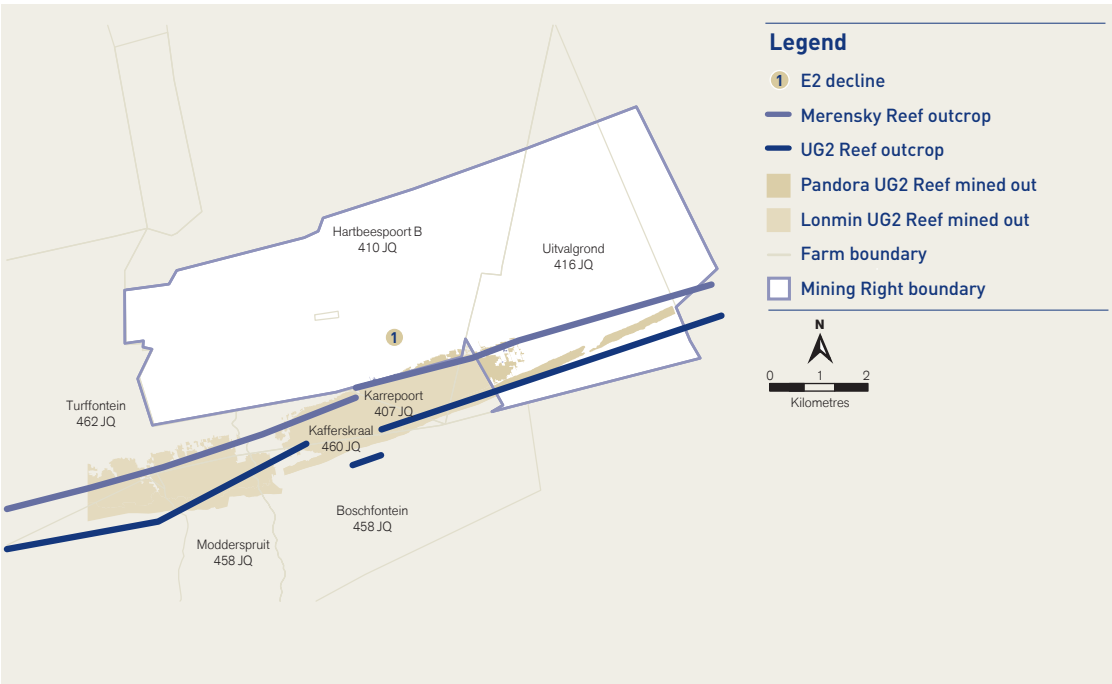 Legend
1 E2 decline
Merensky Reef outcrop
UG2 Reef outcrop
Pandora UG2 Reef mined out
Lonmin UG2 Reef mined out
Farm boundary
Mining Right boundary
N
0 1 2
Kilometres
Hartbeespoort B
410 JQ
Uitvalgrond
416 JQ
1
Karrepoort
407 JQ
Turffontein
462 JQ
Kafferskraal
460 JQ
Boschfontein
458 JQ
Modderspruit
458 JQ